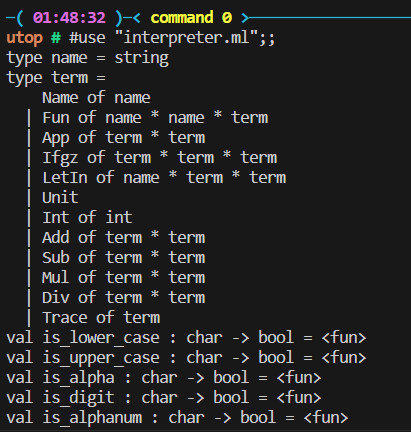 ─( 01:48:32 )─< command 0 >─────────────────────
utop # #use "interpreter.ml";;
type name = string
type term =
    Name of name
  | Fun of name * name * term
  | App of term * term
  | Ifgz of term * term * term
  | LetIn of name * term * term
  | Unit
  | Int of int
  | Add of term * term
  | Sub of term * term
  | Mul of term * term
  | Div of term * term
  | Trace of term
val is_lower_case : char -> bool = <fun>
val is_upper_case : char -> bool = <fun>
val is_alpha : char -> bool = <fun>
val is_digit : char -> bool = <fun>
val is_alphanum : char -> bool = <fun>